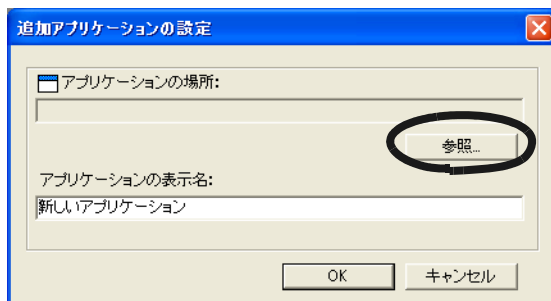 追加アプリケーションの設定
アプリケーションの場所:
参照...
アプリケーションの表示名:
新しいアプリケーション
OK
キャンセル